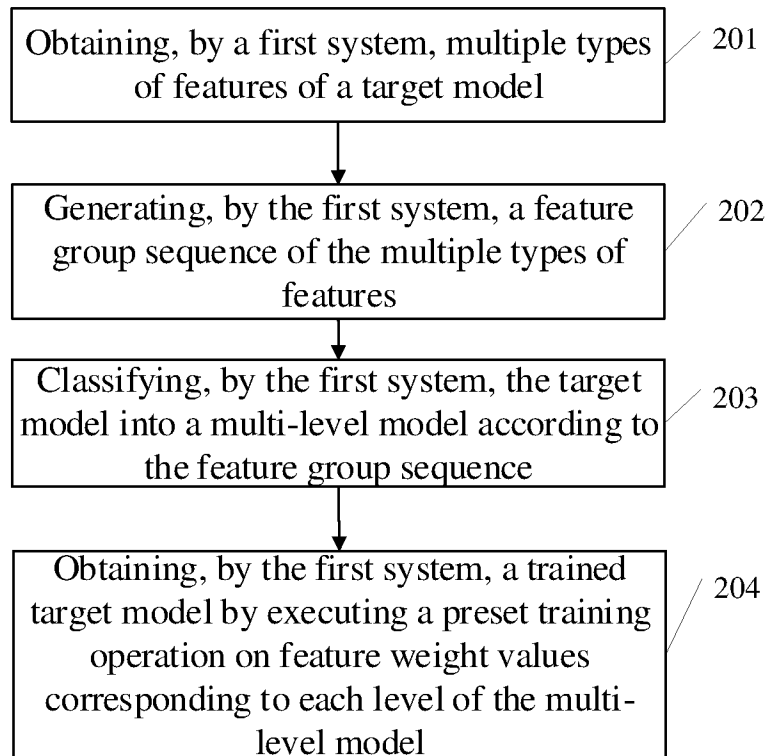 Obtaining, by a first system, multiple types
of features of a target model
201
Generating, by the first system, a feature
group sequence of the multiple types of
features
202
Classifying, by the first system, the target
model into a multi-level model according to
the feature group sequence
203
Obtaining, by the first system, a trained
target model by executing a preset training
operation on feature weight values
corresponding to each level of the multi-
level model
204